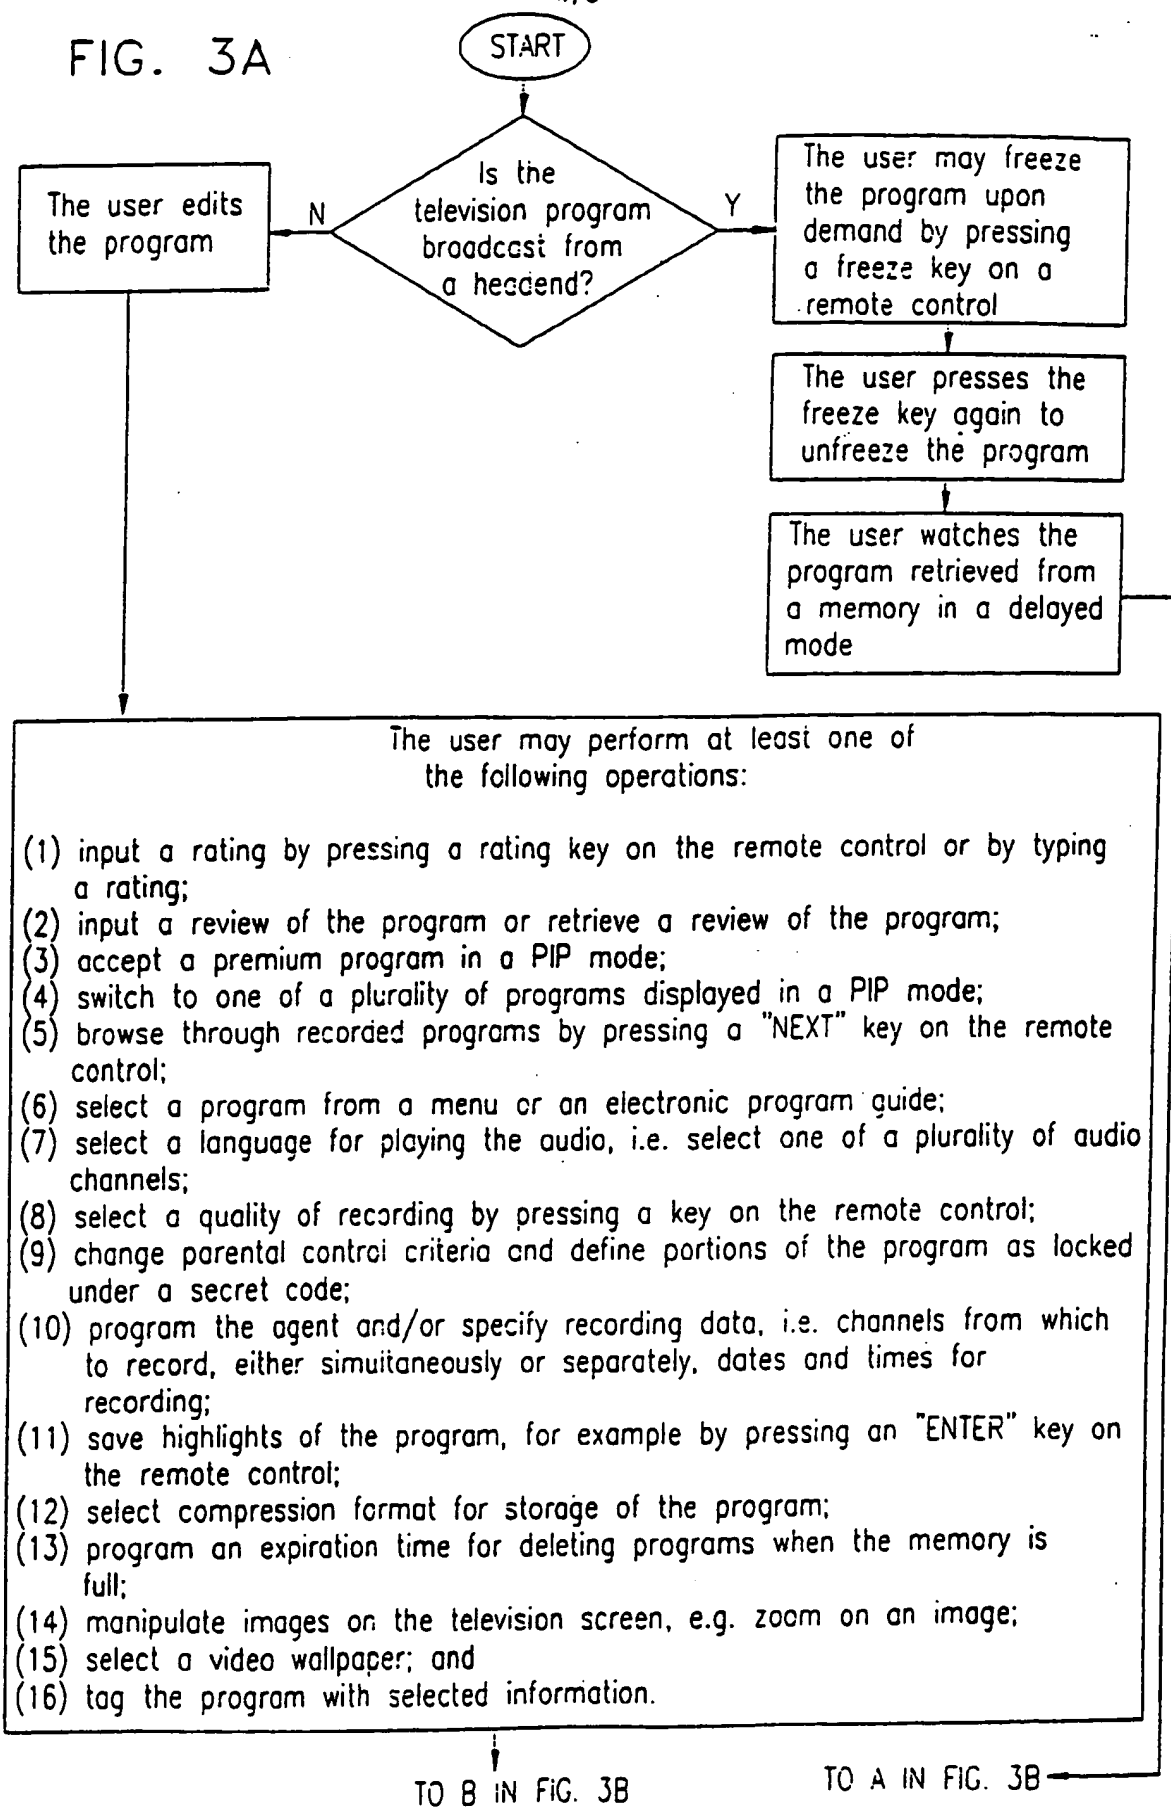 FIG. 3A
START
Is the
television program
broadcast from
a headend?
N
Y
The user edits
the program
The user may freeze
the program upon
demand by pressing
a freeze key on a
remote control
The user presses the
freeze key again to
unfreeze the program
The user watches the
program retrieved from
a memory in a delayed
mode
The user may perform at least one of
the following operations:
(1) input a rating by pressing a rating key on the remote control or by typing
a rating;
(2) input a review of the program or retrieve a review of the program;
(3) accept a premium program in a PIP mode;
(4) switch to one of a plurality of programs displayed in a PIP mode;
(5) browse through recorded programs by pressing a "NEXT" key on the remote
control;
(6) select a program from a menu or an electronic program guide;
(7) select a language for playing the audio, i.e. select one of a plurality of audio
channels;
(8) select a quality of recording by pressing a key on the remote control;
(9) change parental control criteria and define portions of the program as locked
under a secret code;
(10) program the agent and/or specify recording data, i.e. channels from which
to record, either simultaneously or separately, dates and times for
recording;
(11) save highlights of the program, for example by pressing an "ENTER" key on
the remote control;
(12) select compression format for storage of the program;
(13) program an expiration time for deleting programs when the memory is
full;
(14) manipulate images on the television screen, e.g. zoom on an image;
(15) select a video wallpaper; and
(16) tag the program with selected information.
TO B IN FIG. 3B
TO A IN FIG. 3B